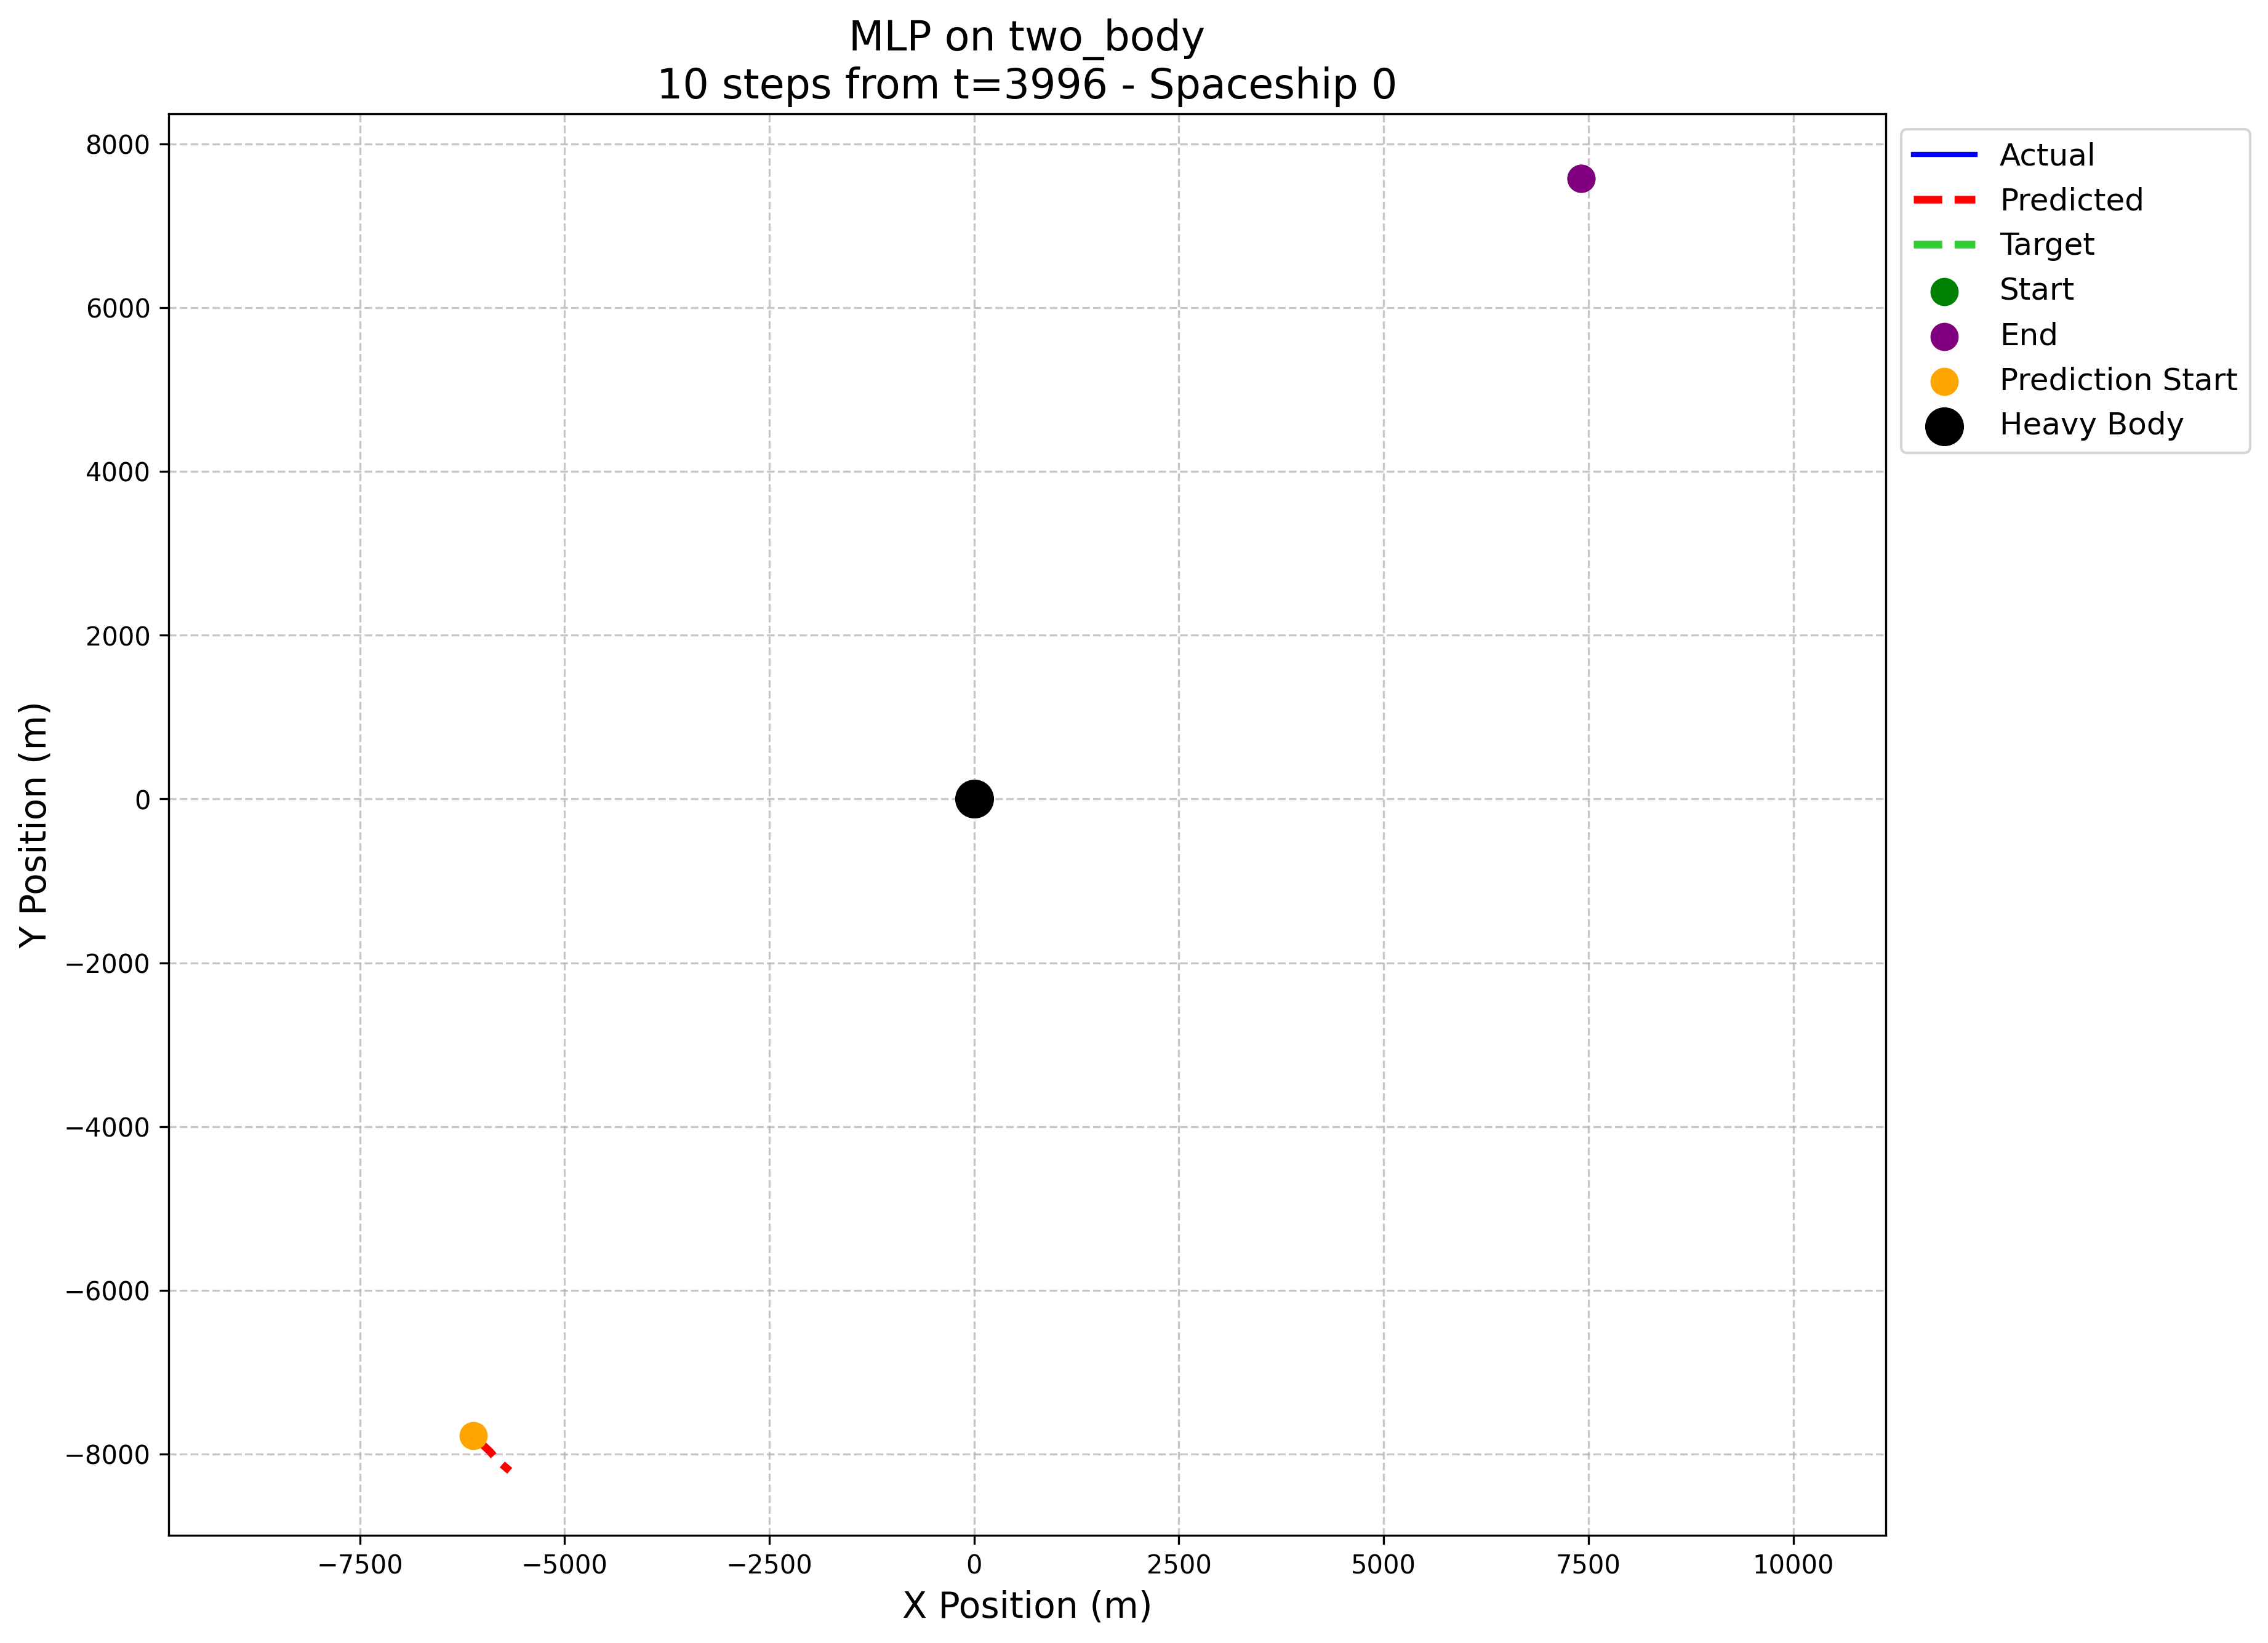 MLP on two_body
10 steps from t=3996 - Spaceship 0
8000
6000
4000
2000
0
−2000
−4000
−6000
−8000
Y Position (m)
−7500
−5000
−2500
0
2500
5000
7500
10000
X Position (m)
Actual
Predicted
Target
Start
End
Prediction Start
Heavy Body